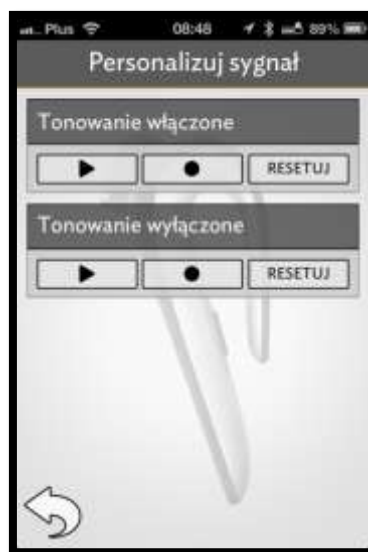 Plus 08:48 89%
Personalizuj sygnał
Tonowanie włączone
RESETUJ
Tonowanie wyłączone
RESETUJ